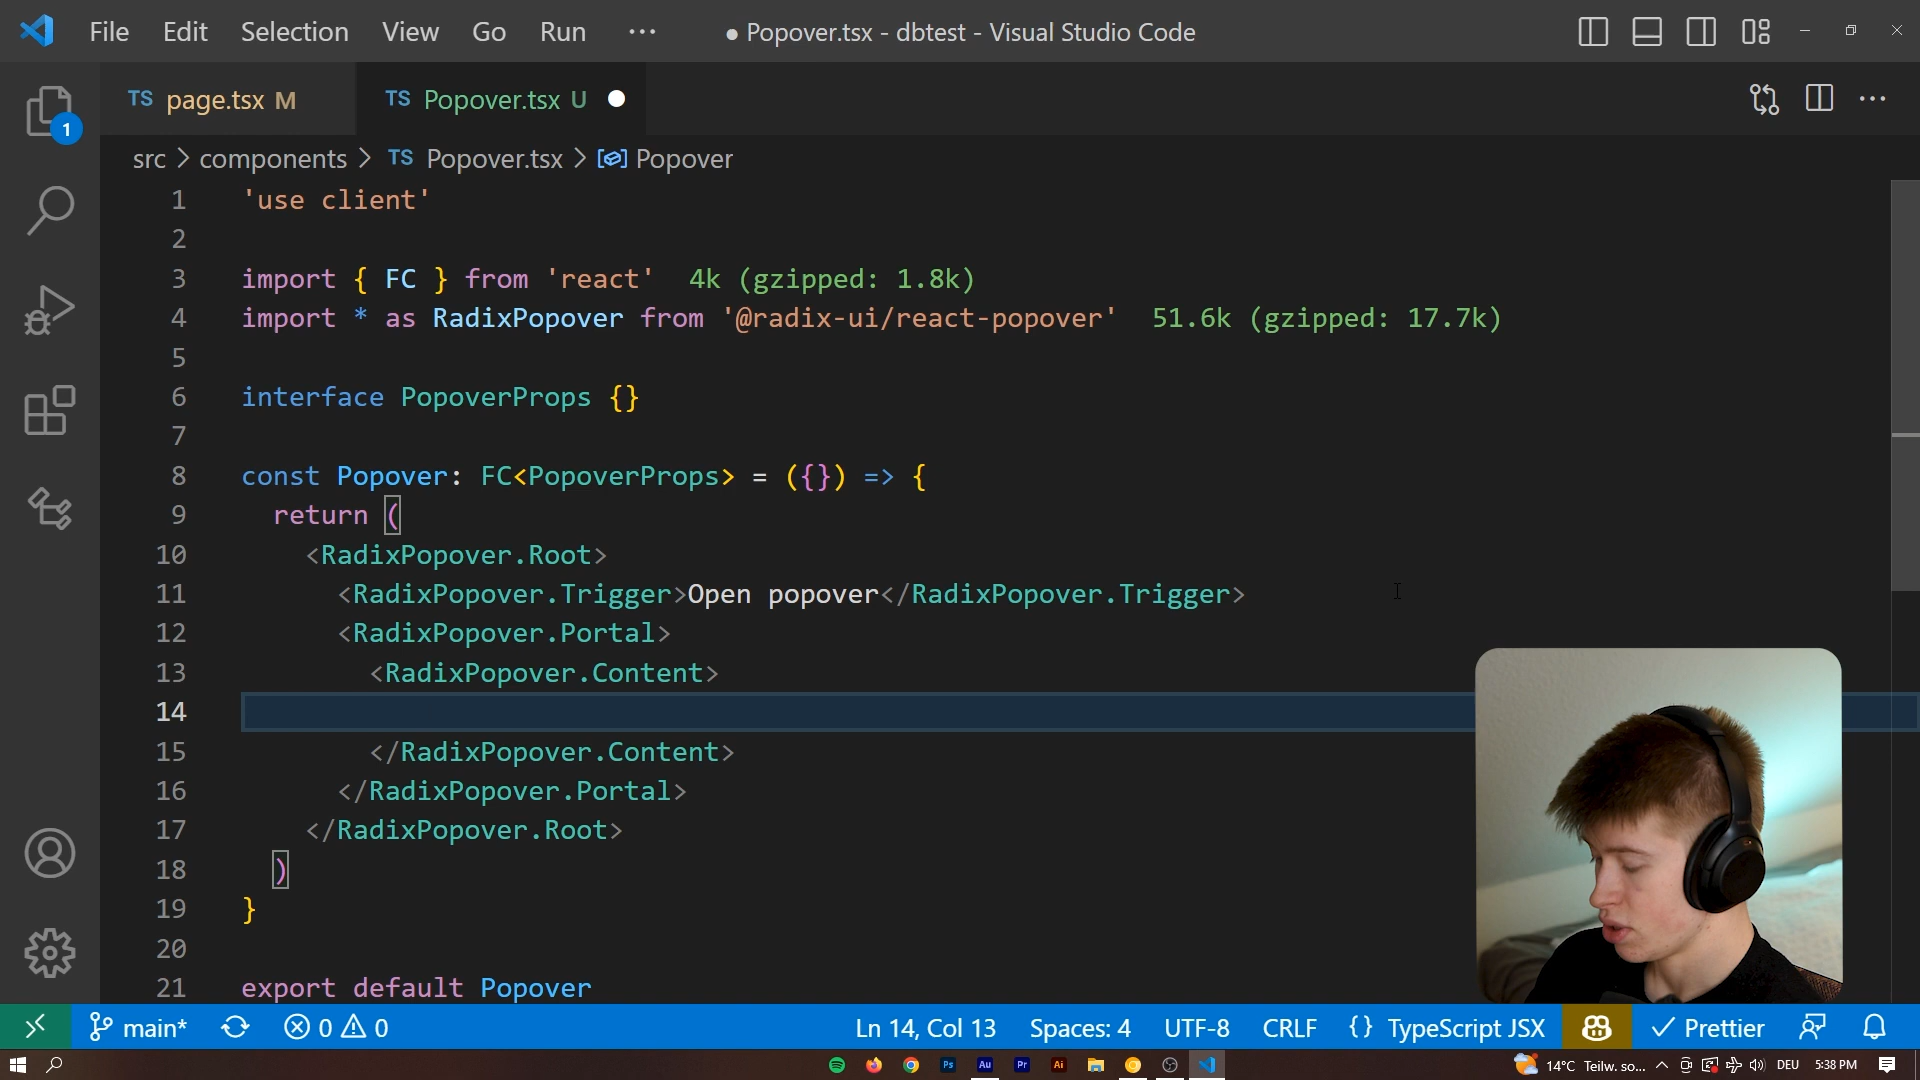 File Edit Selection View Go Run ··· ● Popover.tsx - dbtest - Visual Studio Code
TS page.tsx M TS Popover.tsx U ●
1
src > components > TS Popover.tsx > Popover
1 'use client'
2
3 import { FC } from 'react' 4k (gzipped: 1.8k)
4 import * as RadixPopover from '@radix-ui/react-popover' 51.6k (gzipped: 17.7k)
5
6 interface PopoverProps {}
7
8 const Popover: FC<PopoverProps> = ({}) => {
9 return (
10 <RadixPopover.Root>
11 <RadixPopover.Trigger>Open popover</RadixPopover.Trigger>
12 <RadixPopover.Portal>
13 <RadixPopover.Content>
14
15 </RadixPopover.Content>
16 </RadixPopover.Portal>
17 </RadixPopover.Root>
18 )
19 }
20
21 export default Popover
main* 0 0 Ln 14, Col 13 Spaces: 4 UTF-8 CRLF {} TypeScript JSX Prettier
Ps Au Pr Ai 14°C Teilw. so... DEU 5:38 PM